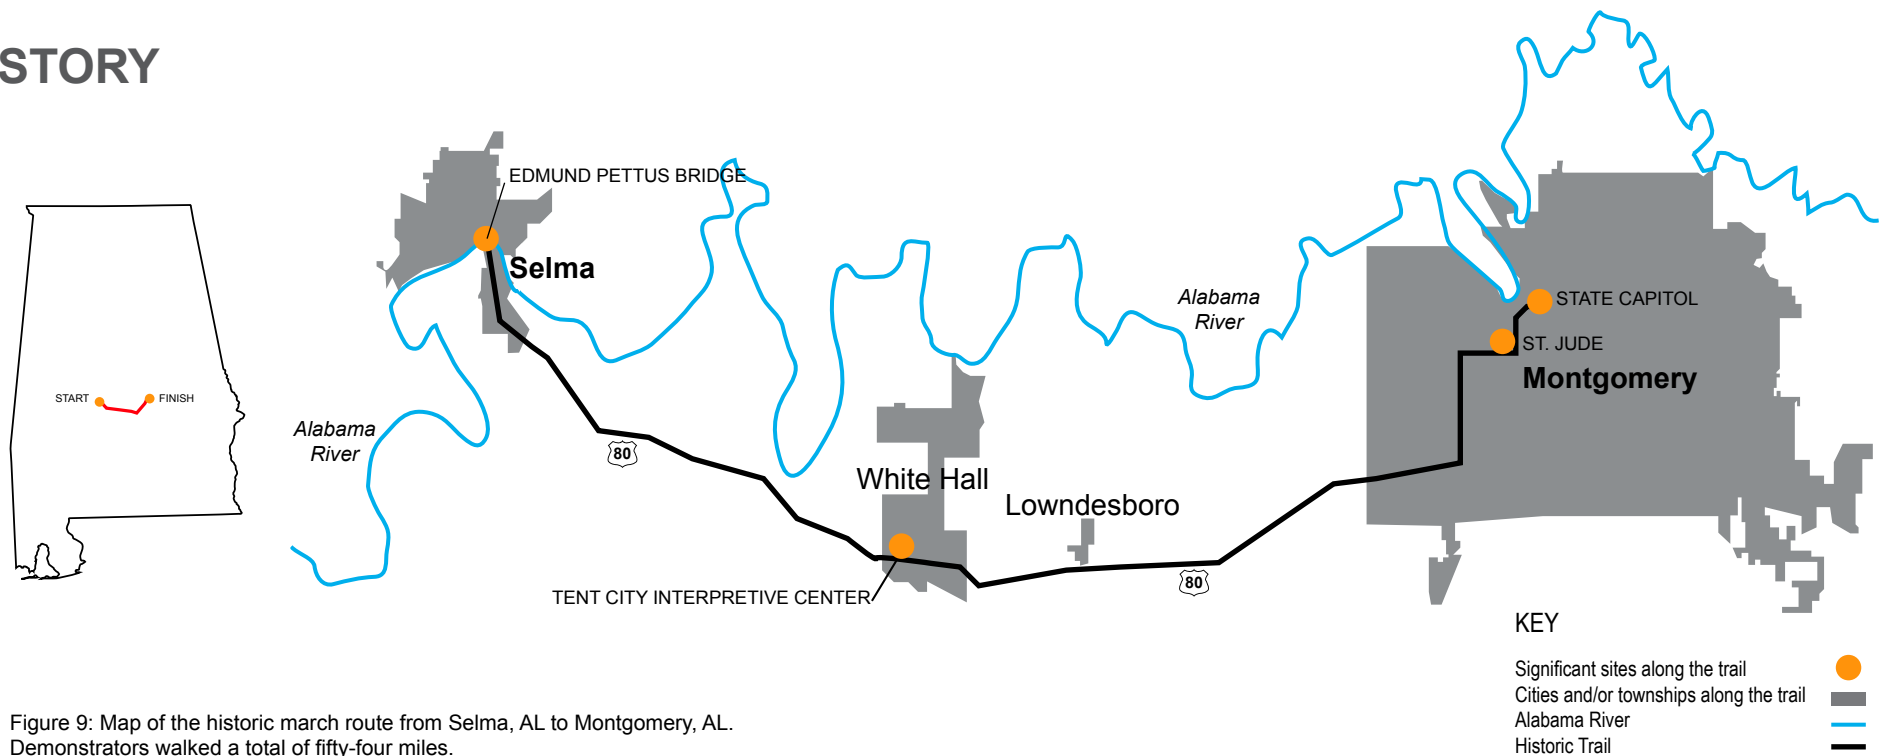 STORY
EDMUND PETTUS BRIDGE
Selma
Alabama
River
STATE CAPITOL
ST. JUDE
Montgomery
START
FINISH
Alabama
River
80
White Hall
Lowndesboro
80
TENT CITY INTERPRETIVE CENTER
KEY
Significant sites along the trail
Cities and/or townships along the trail
Alabama River
Historic Trail
Figure 9: Map of the historic march route from Selma, AL to Montgomery, AL.
Demonstrators walked a total of fifty-four miles.